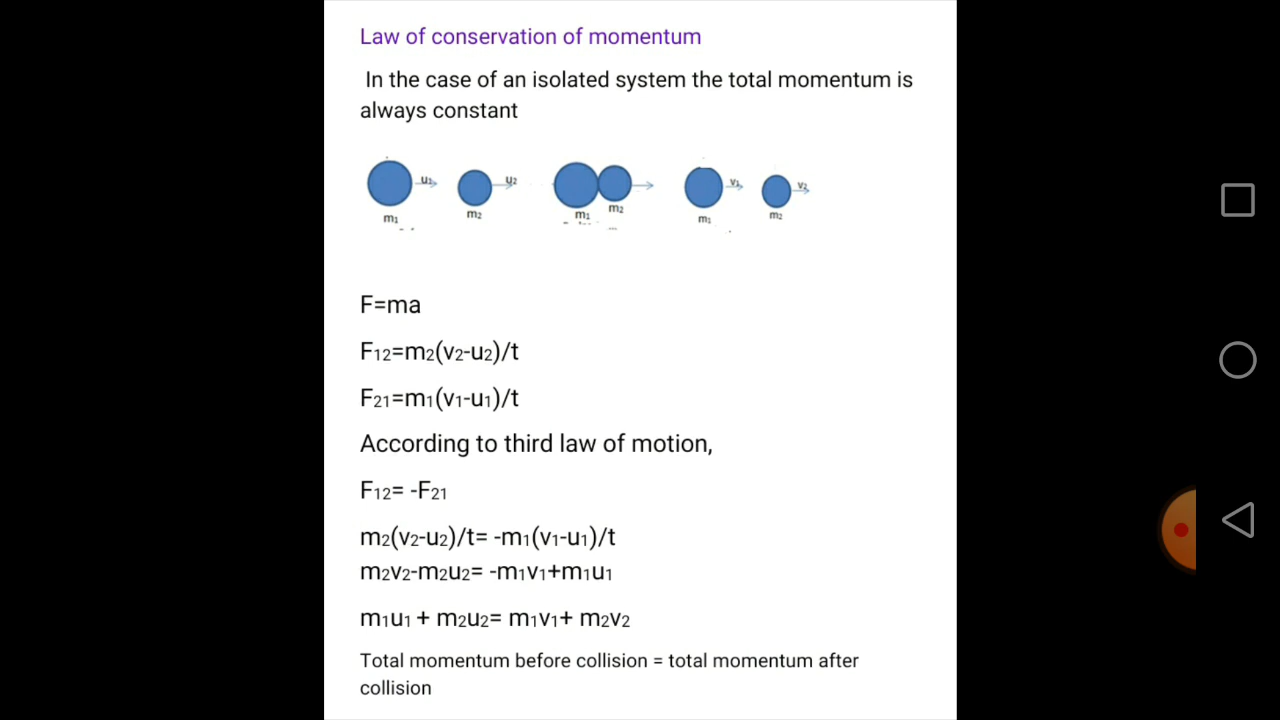 Law of conservation of momentum
In the case of an isolated system the total momentum is
always constant
u₁ u₂ v₁ v₂
m₁ m₂ m₁ m₂ m₁ m₂
F=ma
F₁₂=m₂(v₂-u₂)/t
F₂₁=m₁(v₁-u₁)/t
According to third law of motion,
F₁₂= -F₂₁
m₂(v₂-u₂)/t= -m₁(v₁-u₁)/t
m₂v₂-m₂u₂= -m₁v₁+m₁u₁
m₁u₁ + m₂u₂= m₁v₁+ m₂v₂
Total momentum before collision = total momentum after
collision